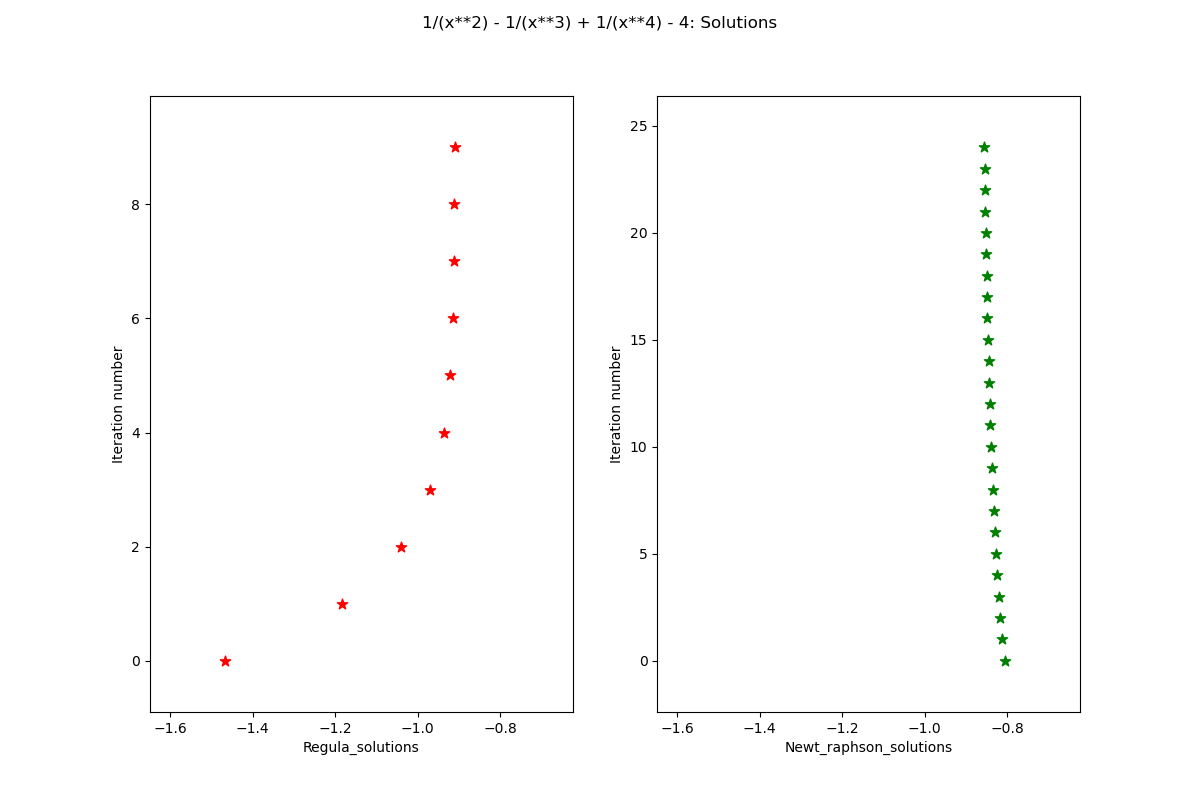 1/(x**2) - 1/(x**3) + 1/(x**4) - 4: Solutions
8
6
4
2
0
Iteration number
−1.6 −1.4 −1.2 −1.0 −0.8
Regula_solutions
25
20
15
10
5
0
Iteration number
−1.6 −1.4 −1.2 −1.0 −0.8
Newt_raphson_solutions